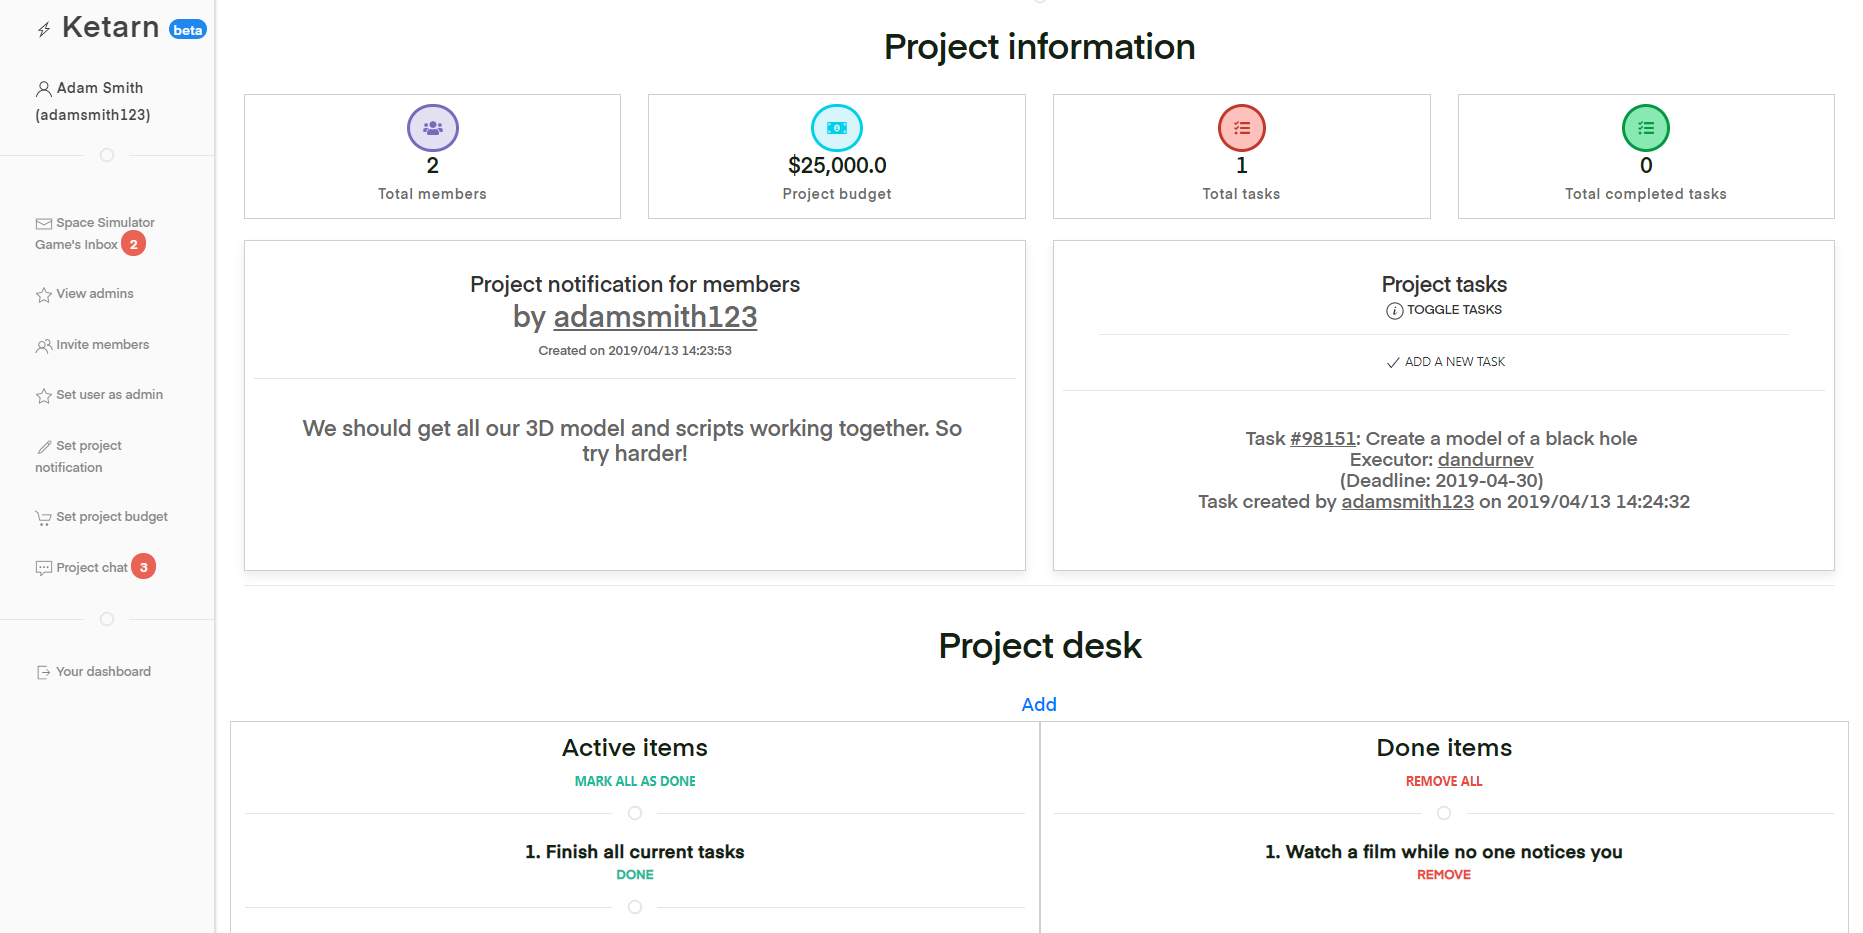 Ketarn beta
Adam Smith
(adamsmith123)
Space Simulator
Game's Inbox 2
View admins
Invite members
Set user as admin
Set project
notification
Set project budget
Project chat 3
Your dashboard
Project information
2
Total members
$25,000.0
Project budget
1
Total tasks
0
Total completed tasks
Project notification for members
by adamsmith123
Created on 2019/04/13 14:23:53
We should get all our 3D model and scripts working together. So
try harder!
Project tasks
TOGGLE TASKS
ADD A NEW TASK
Task #98151: Create a model of a black hole
Executor: dandurnev
(Deadline: 2019-04-30)
Task created by adamsmith123 on 2019/04/13 14:24:32
Project desk
Add
Active items
MARK ALL AS DONE
1. Finish all current tasks
DONE
Done items
REMOVE ALL
1. Watch a film while no one notices you
REMOVE